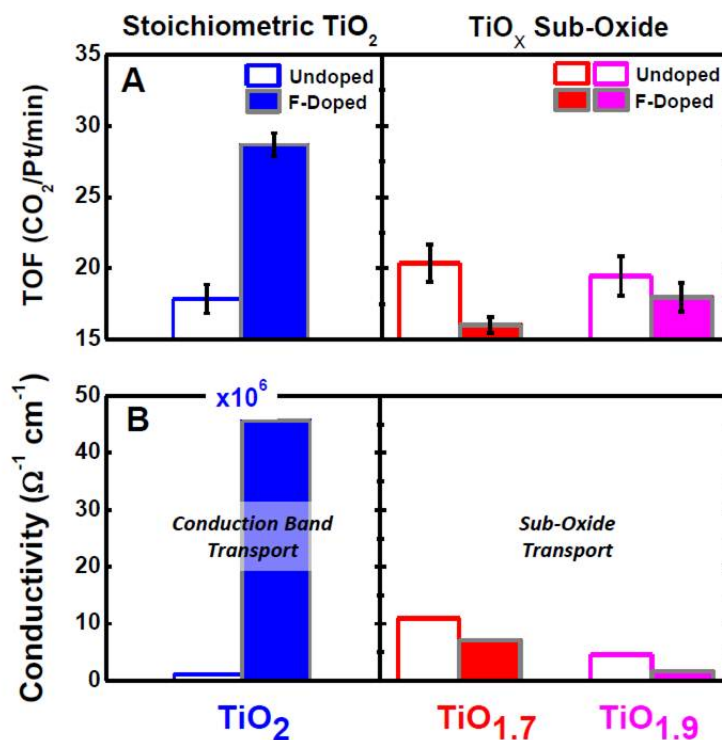 Stoichiometric TiO₂
TiOₓ Sub-Oxide
A
Undoped
F-Doped
Undoped
F-Doped
35
30
25
20
15
TOF (CO₂/Pt/min)
B
x10⁶
50
40
30
20
10
0
Conductivity (Ω⁻¹ cm⁻¹)
Conduction Band
Transport
Sub-Oxide
Transport
TiO₂
TiO₁.₇
TiO₁.₉